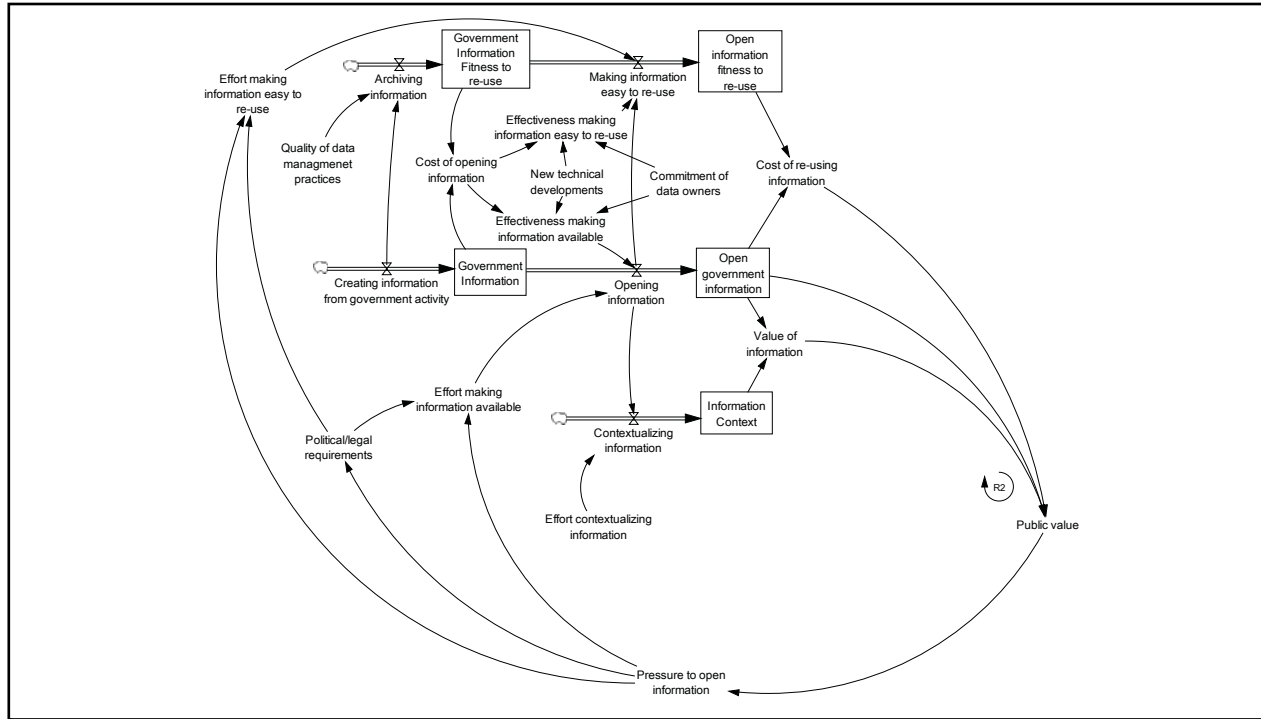 Government
Information
Fitness to
re-use
Open
information
fitness to
re-use
Effort making
information easy to
re-use
Archiving
information
Making information
easy to re-use
Effectiveness making
information easy to re-use
Quality of data
managmenet
practices
Cost of opening
information
New technical
developments
Commitment of
data owners
Cost of re-using
information
Effectiveness making
information available
Government
Information
Open
government
information
Creating information
from government activity
Opening
information
Value of
information
Effort making
information available
Information
Context
Political/legal
requirements
Contextualizing
information
R2
Effort contextualizing
information
Public value
Pressure to open
information